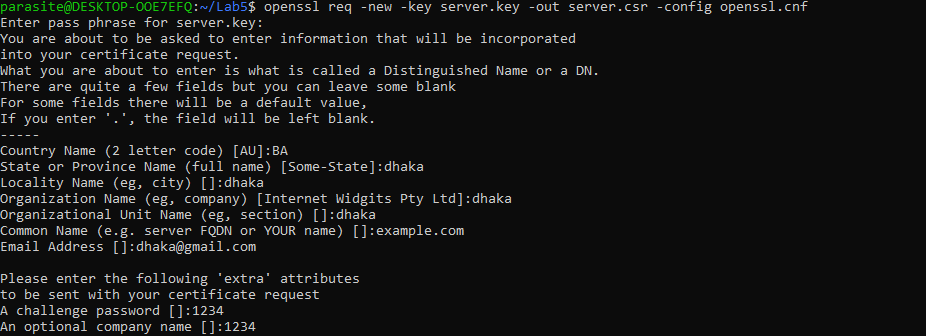 parasite@DESKTOP-OOE7EFQ:~/Lab5$ openssl req -new -key server.key -out server.csr -config openssl.cnf
Enter pass phrase for server.key:
You are about to be asked to enter information that will be incorporated
into your certificate request.
What you are about to enter is what is called a Distinguished Name or a DN.
There are quite a few fields but you can leave some blank
For some fields there will be a default value,
If you enter '.', the field will be left blank.
-----
Country Name (2 letter code) [AU]:BA
State or Province Name (full name) [Some-State]:dhaka
Locality Name (eg, city) []:dhaka
Organization Name (eg, company) [Internet Widgits Pty Ltd]:dhaka
Organizational Unit Name (eg, section) []:dhaka
Common Name (e.g. server FQDN or YOUR name) []:example.com
Email Address []:dhaka@gmail.com
Please enter the following 'extra' attributes
to be sent with your certificate request
A challenge password []:1234
An optional company name []:1234